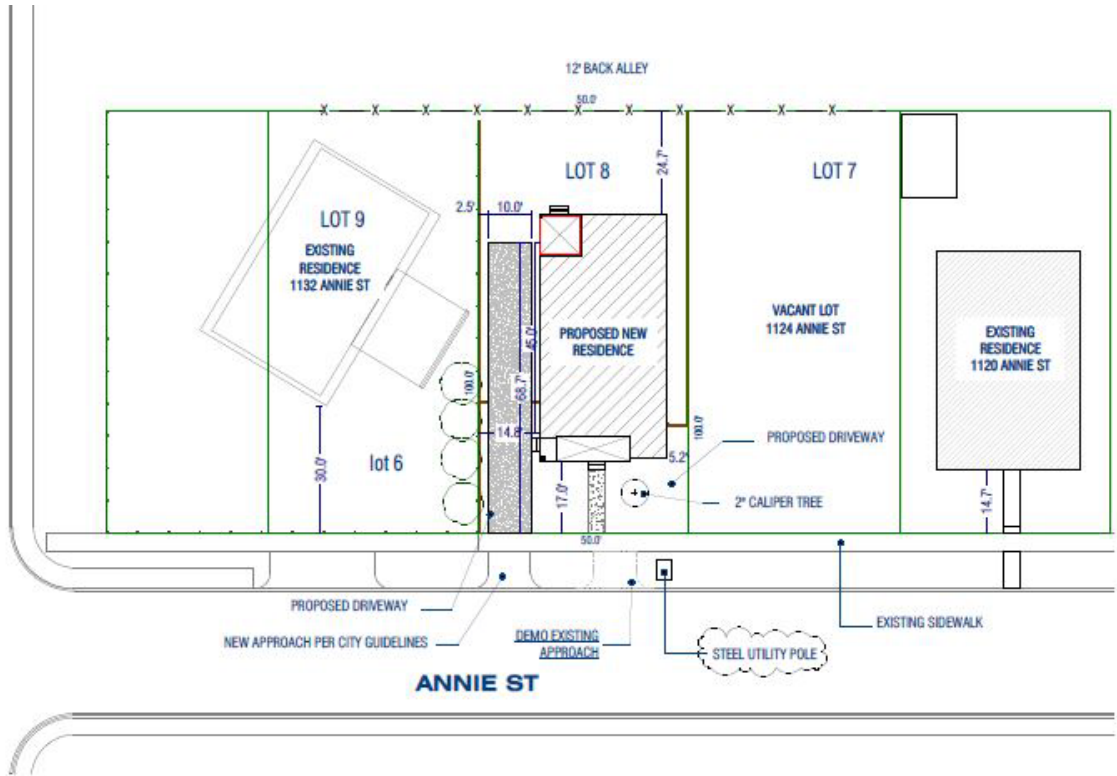 12' BACK ALLEY
50.0'
LOT 8
LOT 7
24.7'
2.5'
10.0'
LOT 9
EXISTING
RESIDENCE
1132 ANNIE ST
PROPOSED NEW
RESIDENCE
VACANT LOT
1124 ANNIE ST
EXISTING
RESIDENCE
1120 ANNIE ST
45.0'
68.7'
100.0'
14.8'
100.0'
PROPOSED DRIVEWAY
5.2'
lot 6
30.0'
17.0'
2" CALIPER TREE
14.7'
50.0'
PROPOSED DRIVEWAY
NEW APPROACH PER CITY GUIDELINES
DEMO EXISTING
APPROACH
STEEL UTILITY POLE
EXISTING SIDEWALK
ANNIE ST